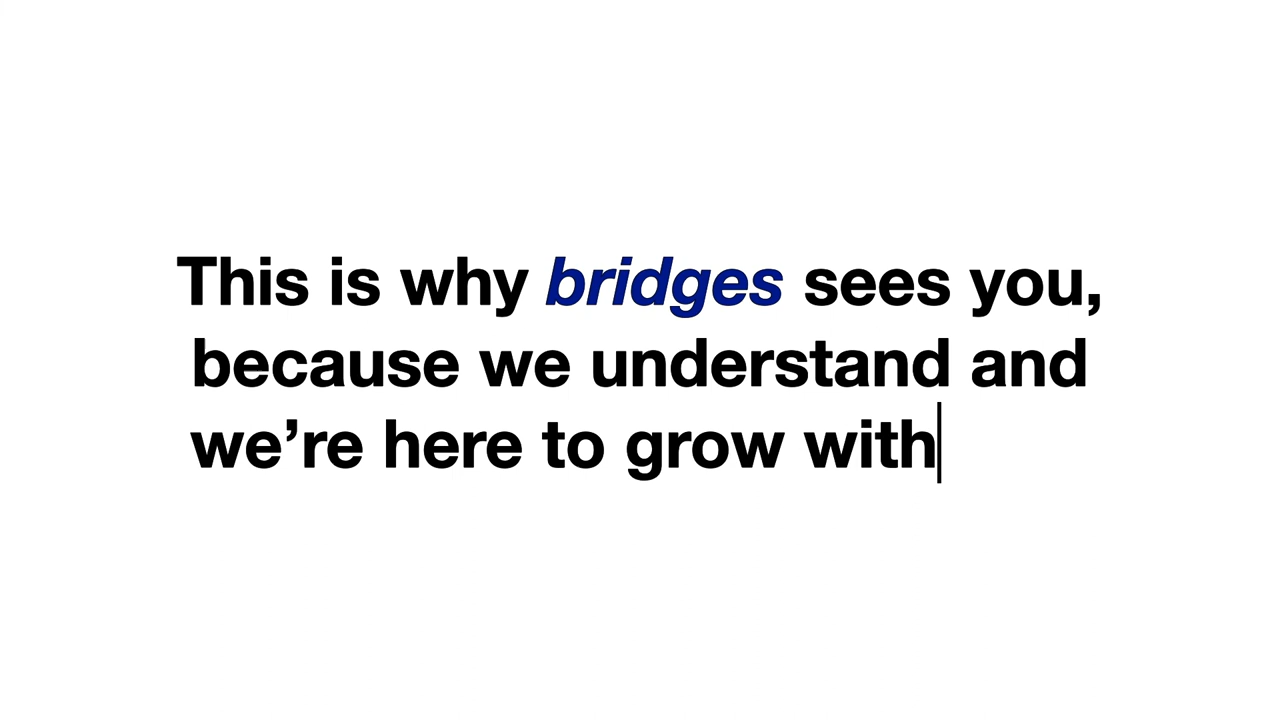 This is why bridges sees you,
because we understand and
we’re here to grow with